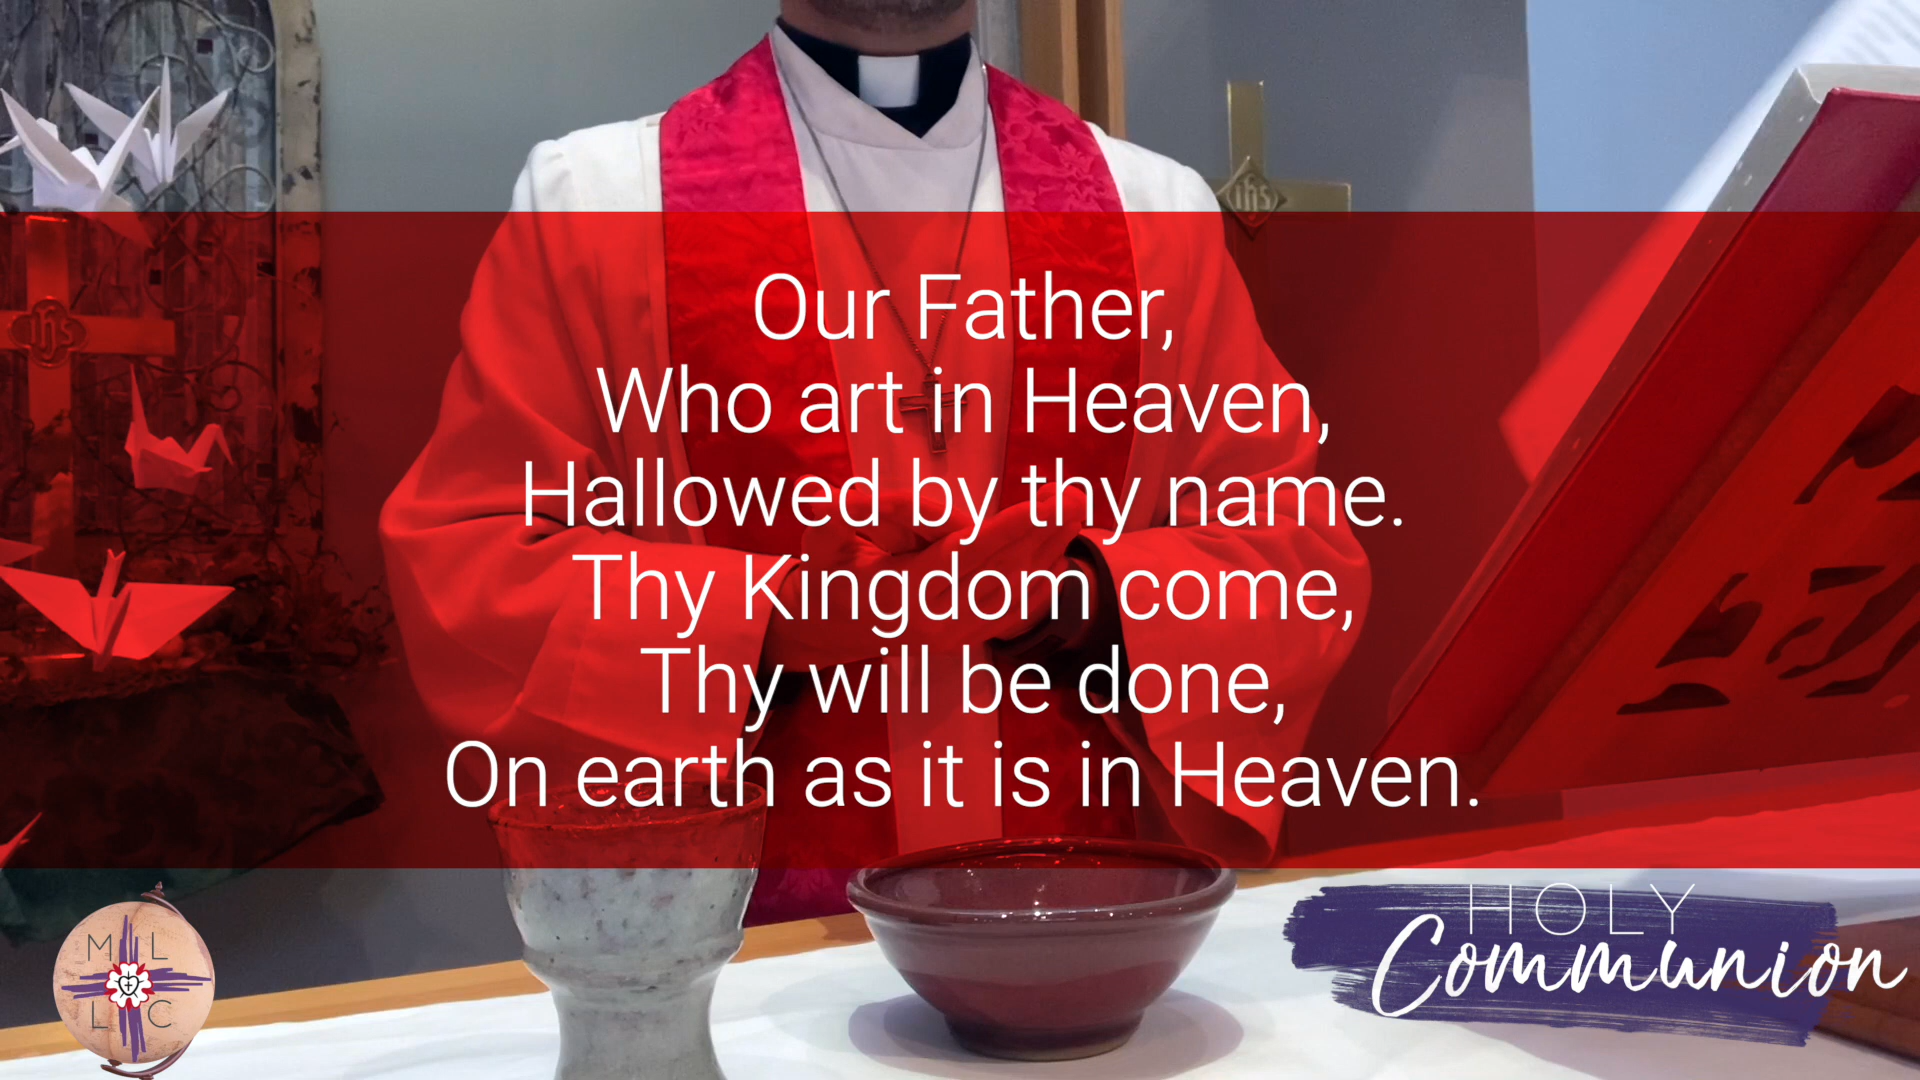 ihs
ihs
Our Father,
Who art in Heaven,
Hallowed by thy name.
Thy Kingdom come,
Thy will be done,
On earth as it is in Heaven.
M L
L C
HOLY
Communion